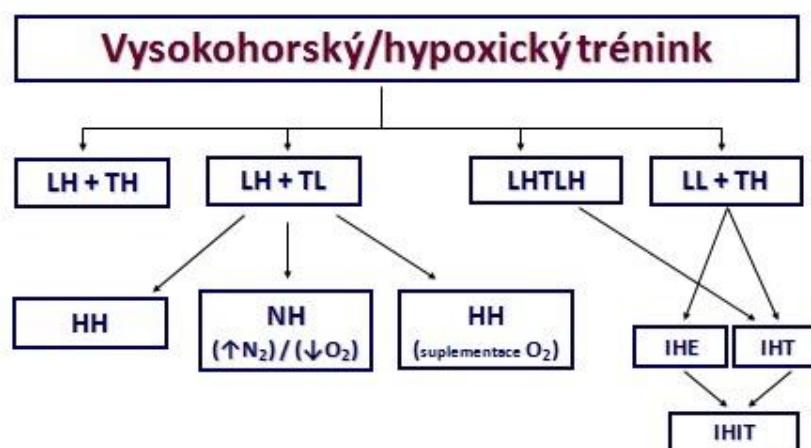 Vysokohorský/hypoxický trénink
LH + TH
LH + TL
LHTLH
LL + TH
HH
NH
(↑N₂) / (↓O₂)
HH
(suplementace O₂)
IHE
IHT
IHIT